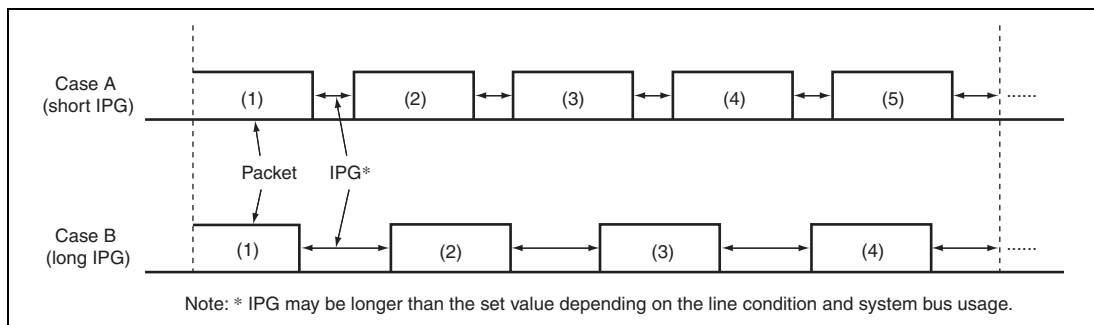 Case A
(short IPG)
(1) (2) (3) (4) (5) ......
Packet IPG*
Case B
(long IPG)
(1) (2) (3) (4) ......
Note: * IPG may be longer than the set value depending on the line condition and system bus usage.